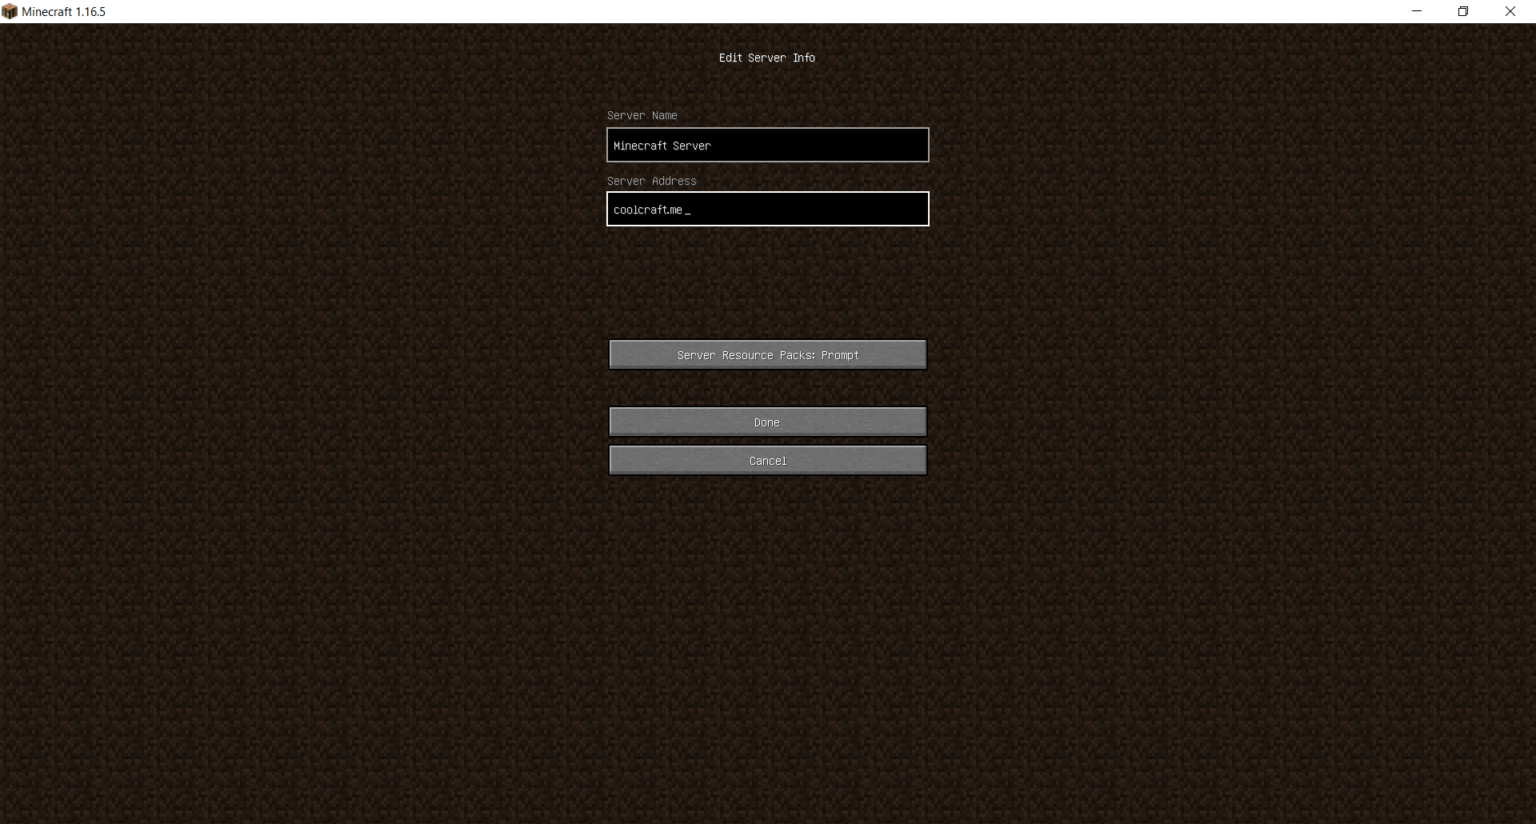 Minecraft 1.16.5
Edit Server Info
Server Name
Minecraft Server
Server Address
coolcraft.me_
Server Resource Packs: Prompt
Done
Cancel